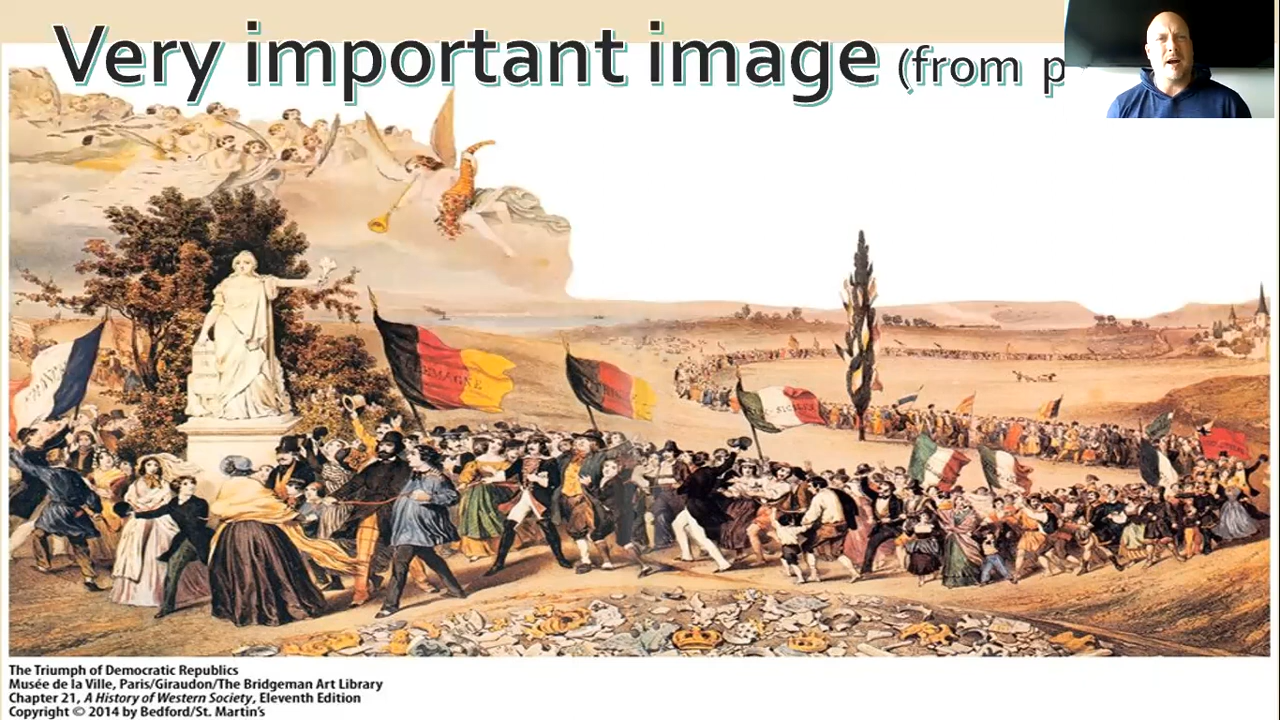 Very important image (from p
The Triumph of Democratic Republics
Musée de la Ville, Paris/Giraudon/The Bridgeman Art Library
Chapter 21, A History of Western Society, Eleventh Edition
Copyright © 2014 by Bedford/St. Martin's